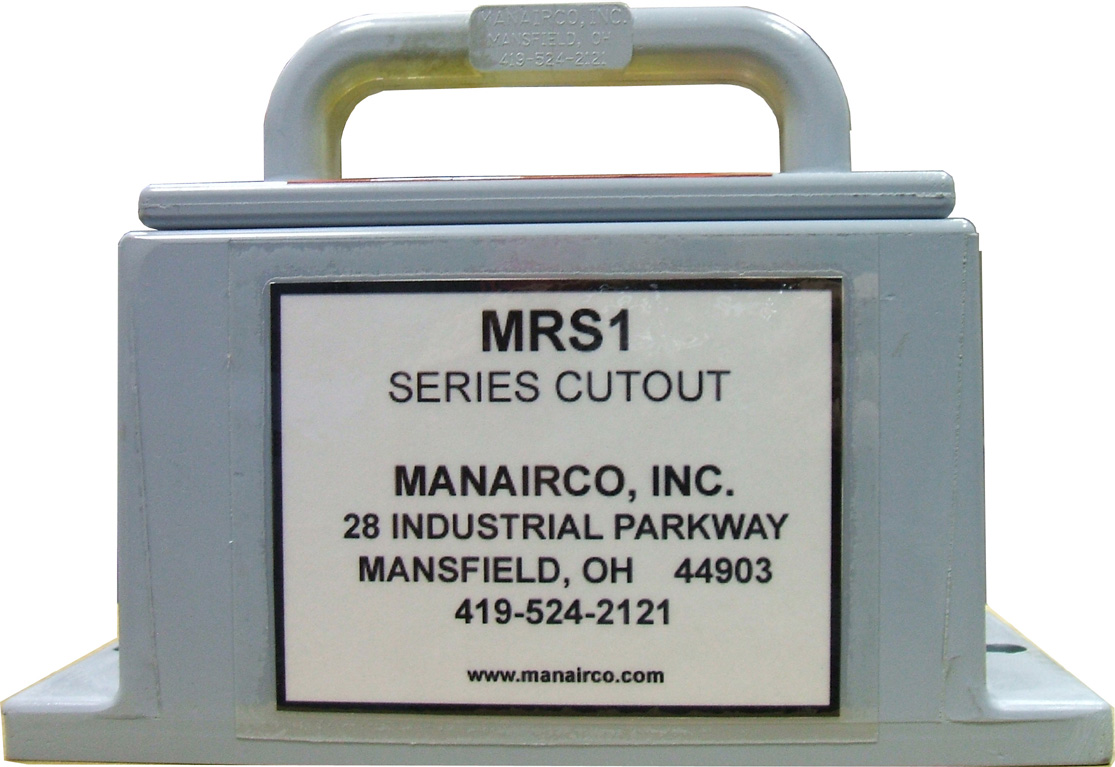 MANAIRCO, INC.
MANSFIELD, OH
419-524-2121
MRS1
SERIES CUTOUT
MANAIRCO, INC.
28 INDUSTRIAL PARKWAY
MANSFIELD, OH 44903
419-524-2121
www.manairco.com